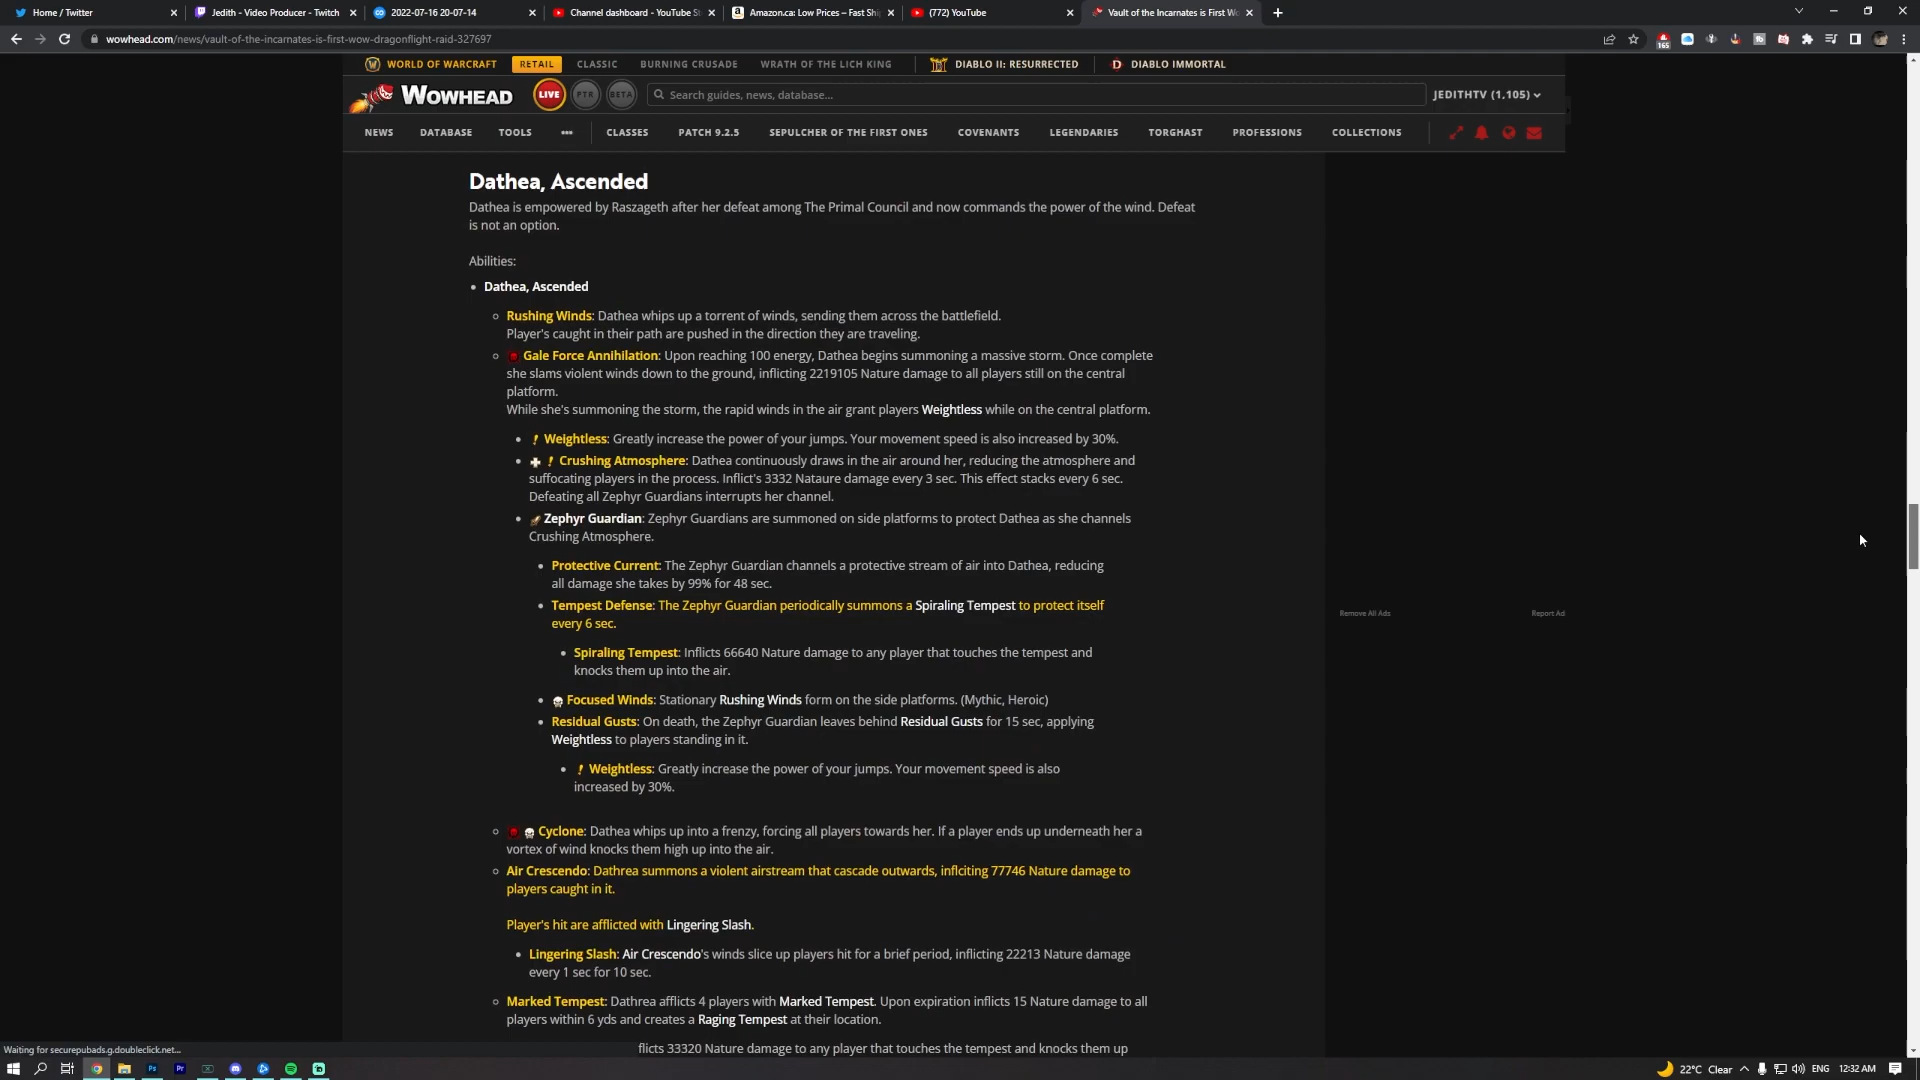 Home / Twitter
Jedith - Video Producer - Twitch
2022-07-16 20-07-14
Channel dashboard - YouTube St
Amazon.ca: Low Prices – Fast Shi
(772) YouTube
Vault of the Incarnates is First Wo
wowhead.com/news/vault-of-the-incarnates-is-first-wow-dragonflight-raid-327697
165
WORLD OF WARCRAFT RETAIL CLASSIC BURNING CRUSADE WRATH OF THE LICH KING DIABLO II: RESURRECTED DIABLO IMMORTAL
WOWHEAD LIVE PTR BETA Search guides, news, database... JEDITHTV (1,105)
NEWS DATABASE TOOLS CLASSES PATCH 9.2.5 SEPULCHER OF THE FIRST ONES COVENANTS LEGENDARIES TORGHAST PROFESSIONS COLLECTIONS
Dathea, Ascended
Dathea is empowered by Raszageth after her defeat among The Primal Council and now commands the power of the wind. Defeat
is not an option.
Abilities:
Dathea, Ascended
Rushing Winds: Dathea whips up a torrent of winds, sending them across the battlefield.
Player's caught in their path are pushed in the direction they are traveling.
Gale Force Annihilation: Upon reaching 100 energy, Dathea begins summoning a massive storm. Once complete
she slams violent winds down to the ground, inflicting 2219105 Nature damage to all players still on the central
platform.
While she's summoning the storm, the rapid winds in the air grant players Weightless while on the central platform.
Weightless: Greatly increase the power of your jumps. Your movement speed is also increased by 30%.
Crushing Atmosphere: Dathea continuously draws in the air around her, reducing the atmosphere and
suffocating players in the process. Inflict's 3332 Nataure damage every 3 sec. This effect stacks every 6 sec.
Defeating all Zephyr Guardians interrupts her channel.
Zephyr Guardian: Zephyr Guardians are summoned on side platforms to protect Dathea as she channels
Crushing Atmosphere.
Protective Current: The Zephyr Guardian channels a protective stream of air into Dathea, reducing
all damage she takes by 99% for 48 sec.
Tempest Defense: The Zephyr Guardian periodically summons a Spiraling Tempest to protect itself
every 6 sec.
Spiraling Tempest: Inflicts 66640 Nature damage to any player that touches the tempest and
knocks them up into the air.
Focused Winds: Stationary Rushing Winds form on the side platforms. (Mythic, Heroic)
Residual Gusts: On death, the Zephyr Guardian leaves behind Residual Gusts for 15 sec, applying
Weightless to players standing in it.
Weightless: Greatly increase the power of your jumps. Your movement speed is also
increased by 30%.
Cyclone: Dathea whips up into a frenzy, forcing all players towards her. If a player ends up underneath her a
vortex of wind knocks them high up into the air.
Air Crescendo: Dathrea summons a violent airstream that cascade outwards, inflciting 77746 Nature damage to
players caught in it.
Player's hit are afflicted with Lingering Slash.
Lingering Slash: Air Crescendo's winds slice up players hit for a brief period, inflicting 22213 Nature damage
every 1 sec for 10 sec.
Marked Tempest: Dathrea afflicts 4 players with Marked Tempest. Upon expiration inflicts 15 Nature damage to all
players within 6 yds and creates a Raging Tempest at their location.
flicts 33320 Nature damage to any player that touches the tempest and knocks them up
Remove All Ads
Report Ad
Waiting for securepubads.g.doubleclick.net...
Ps Pr 22°C Clear ENG 12:32 AM